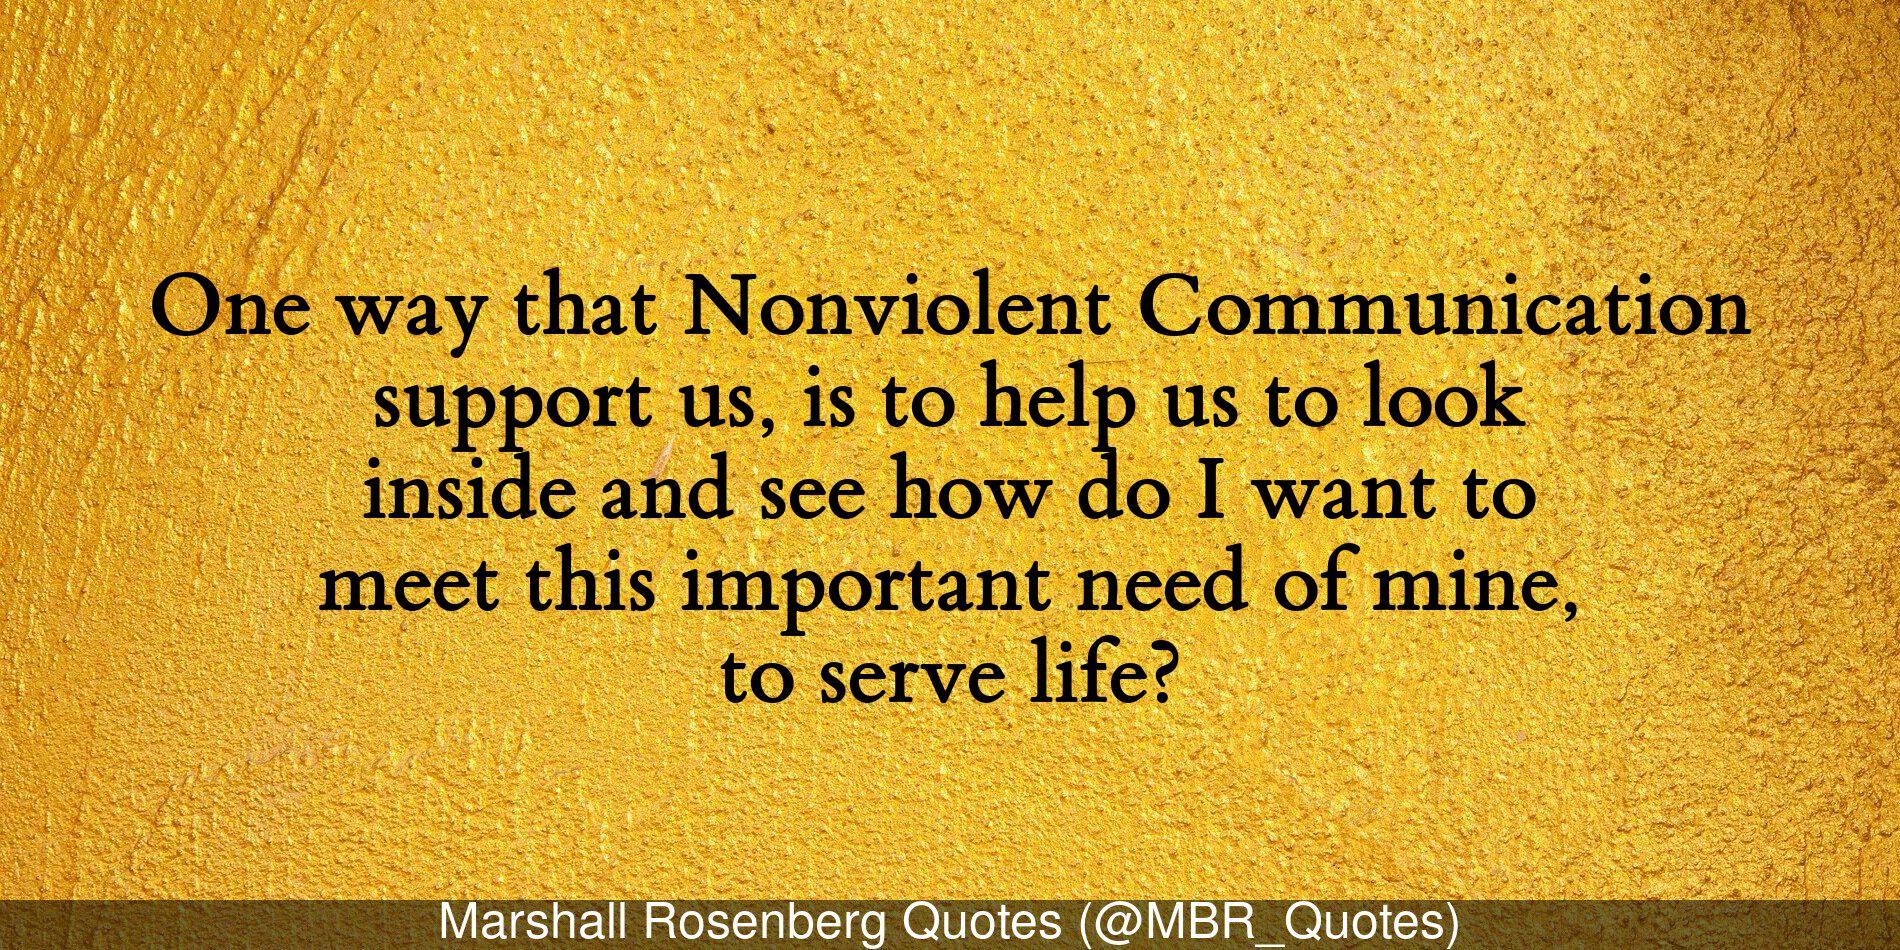 One way that Nonviolent Communication
support us, is to help us to look
inside and see how do I want to
meet this important need of mine,
to serve life?
Marshall Rosenberg Quotes (@MBR_Quotes)